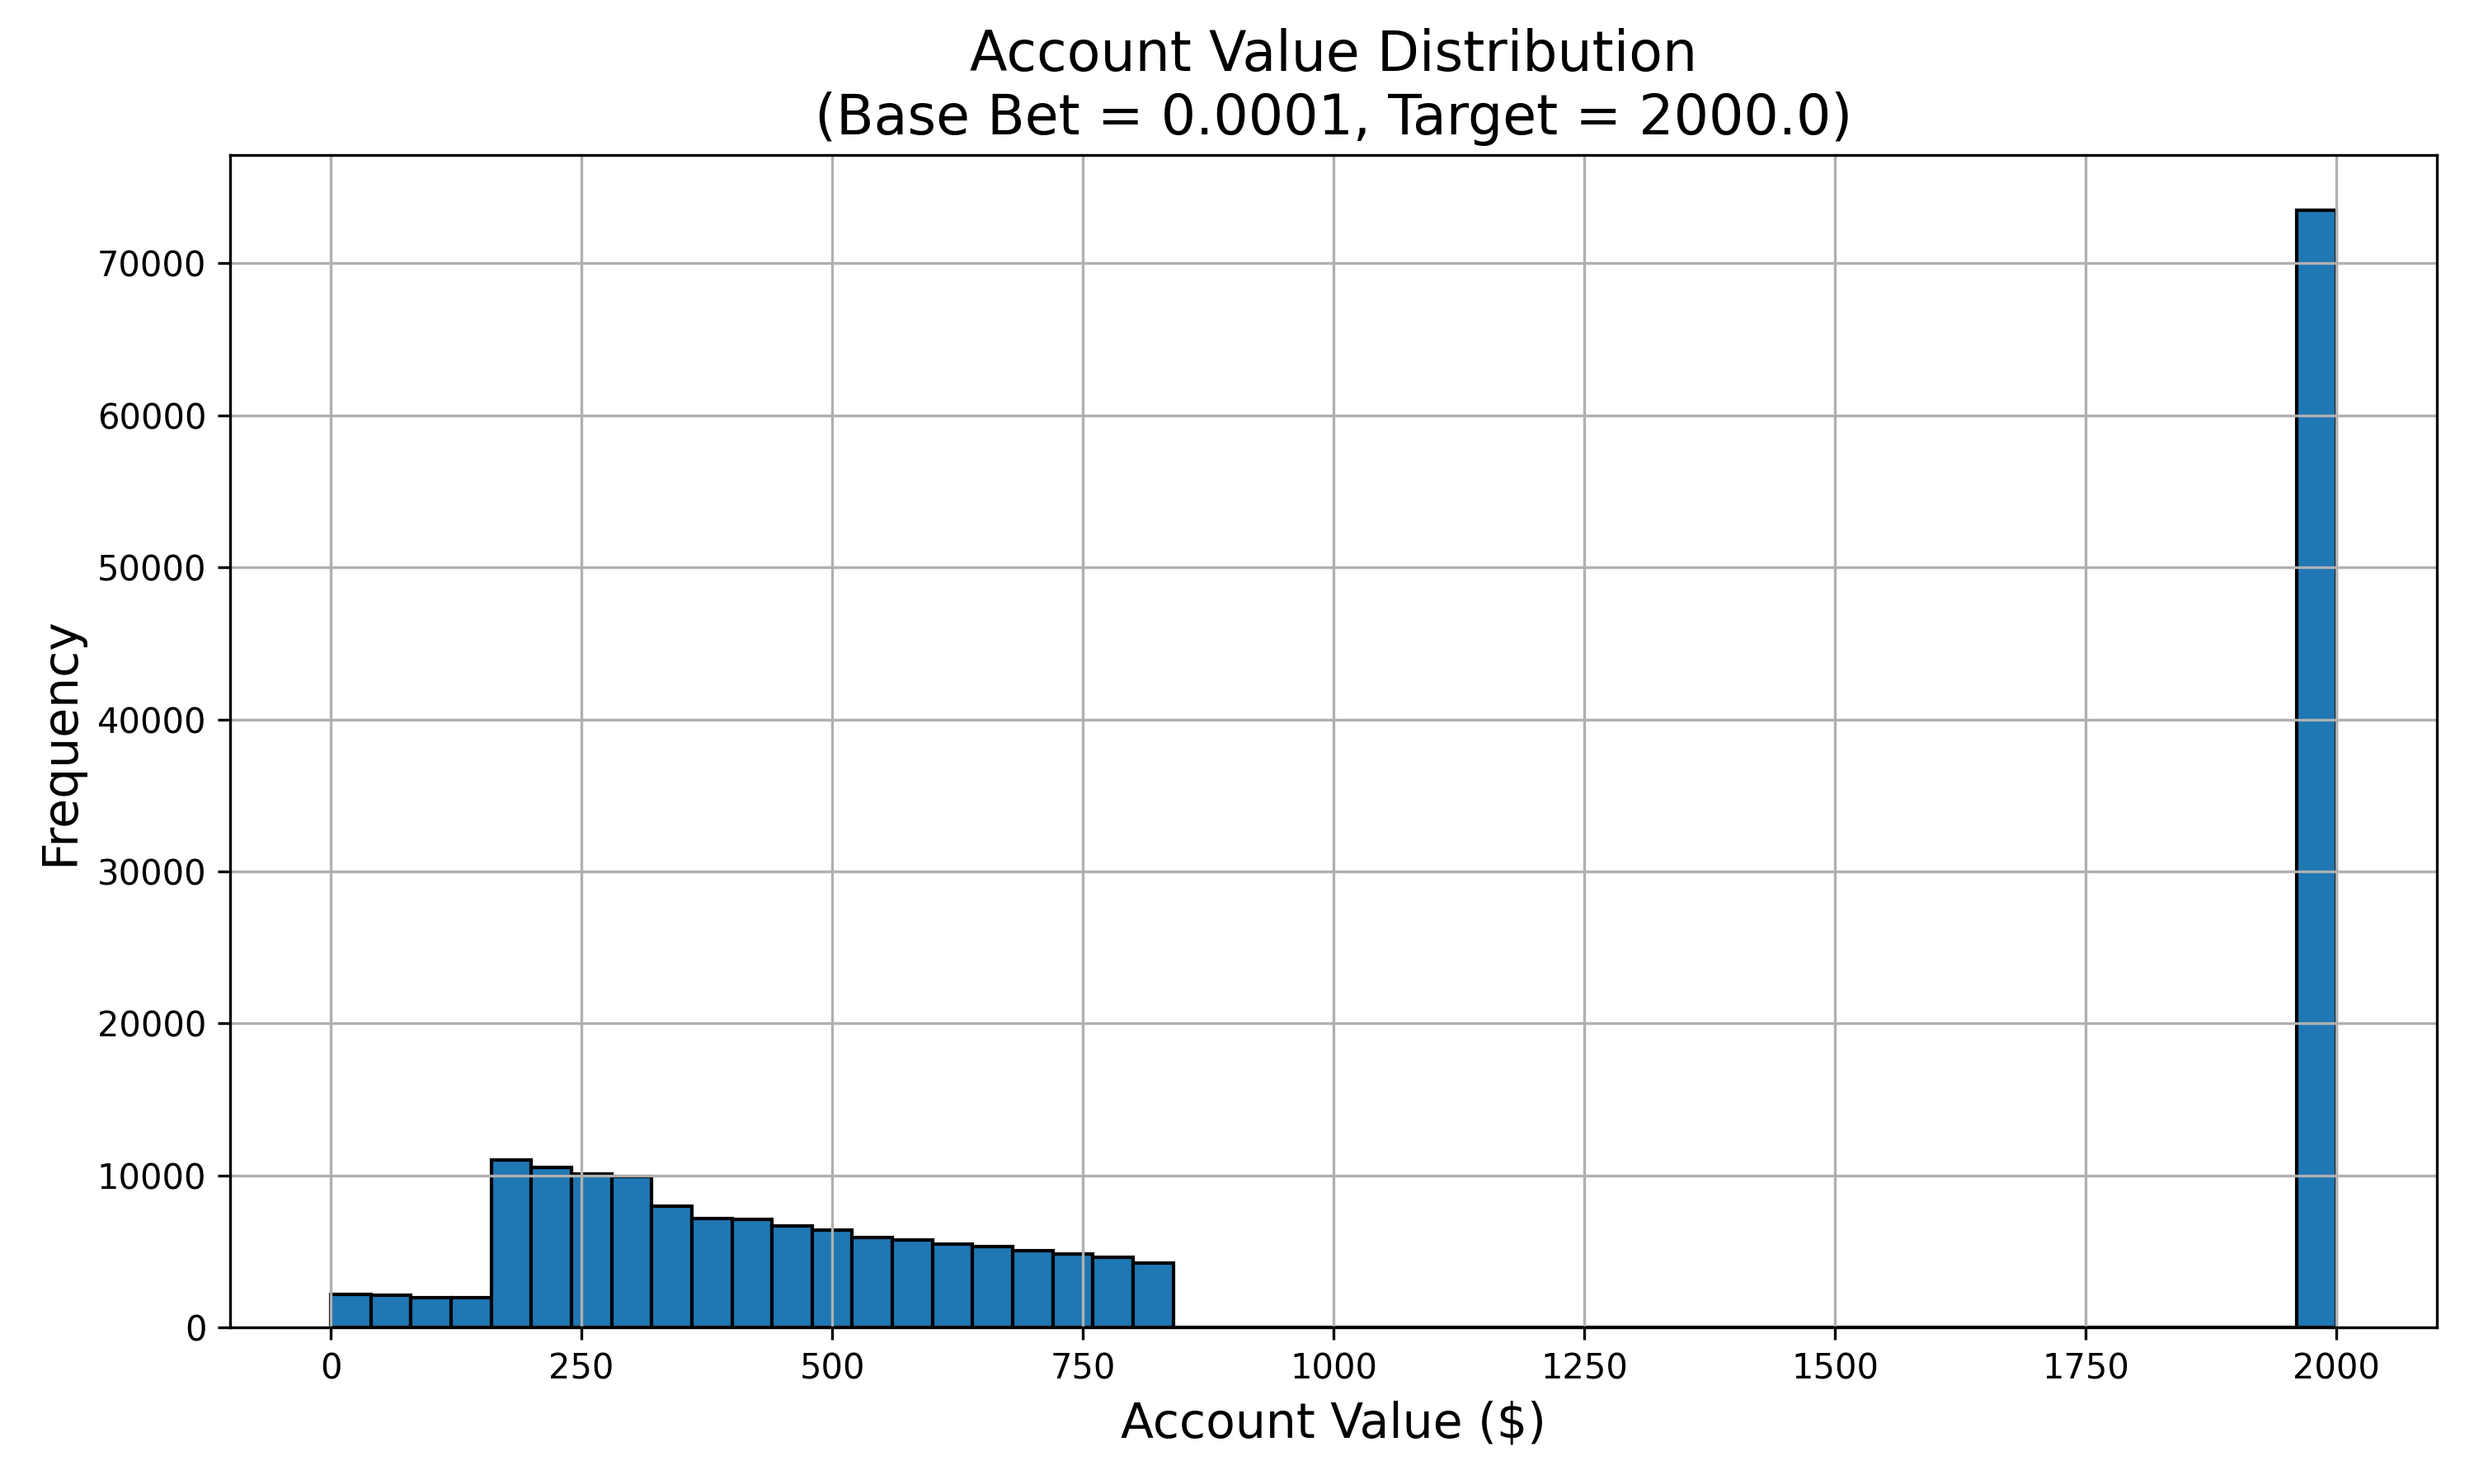 Account Value Distribution
(Base Bet = 0.0001, Target = 2000.0)
70000
60000
50000
40000
30000
20000
10000
0
Frequency
0 250 500 750 1000 1250 1500 1750 2000
Account Value ($)